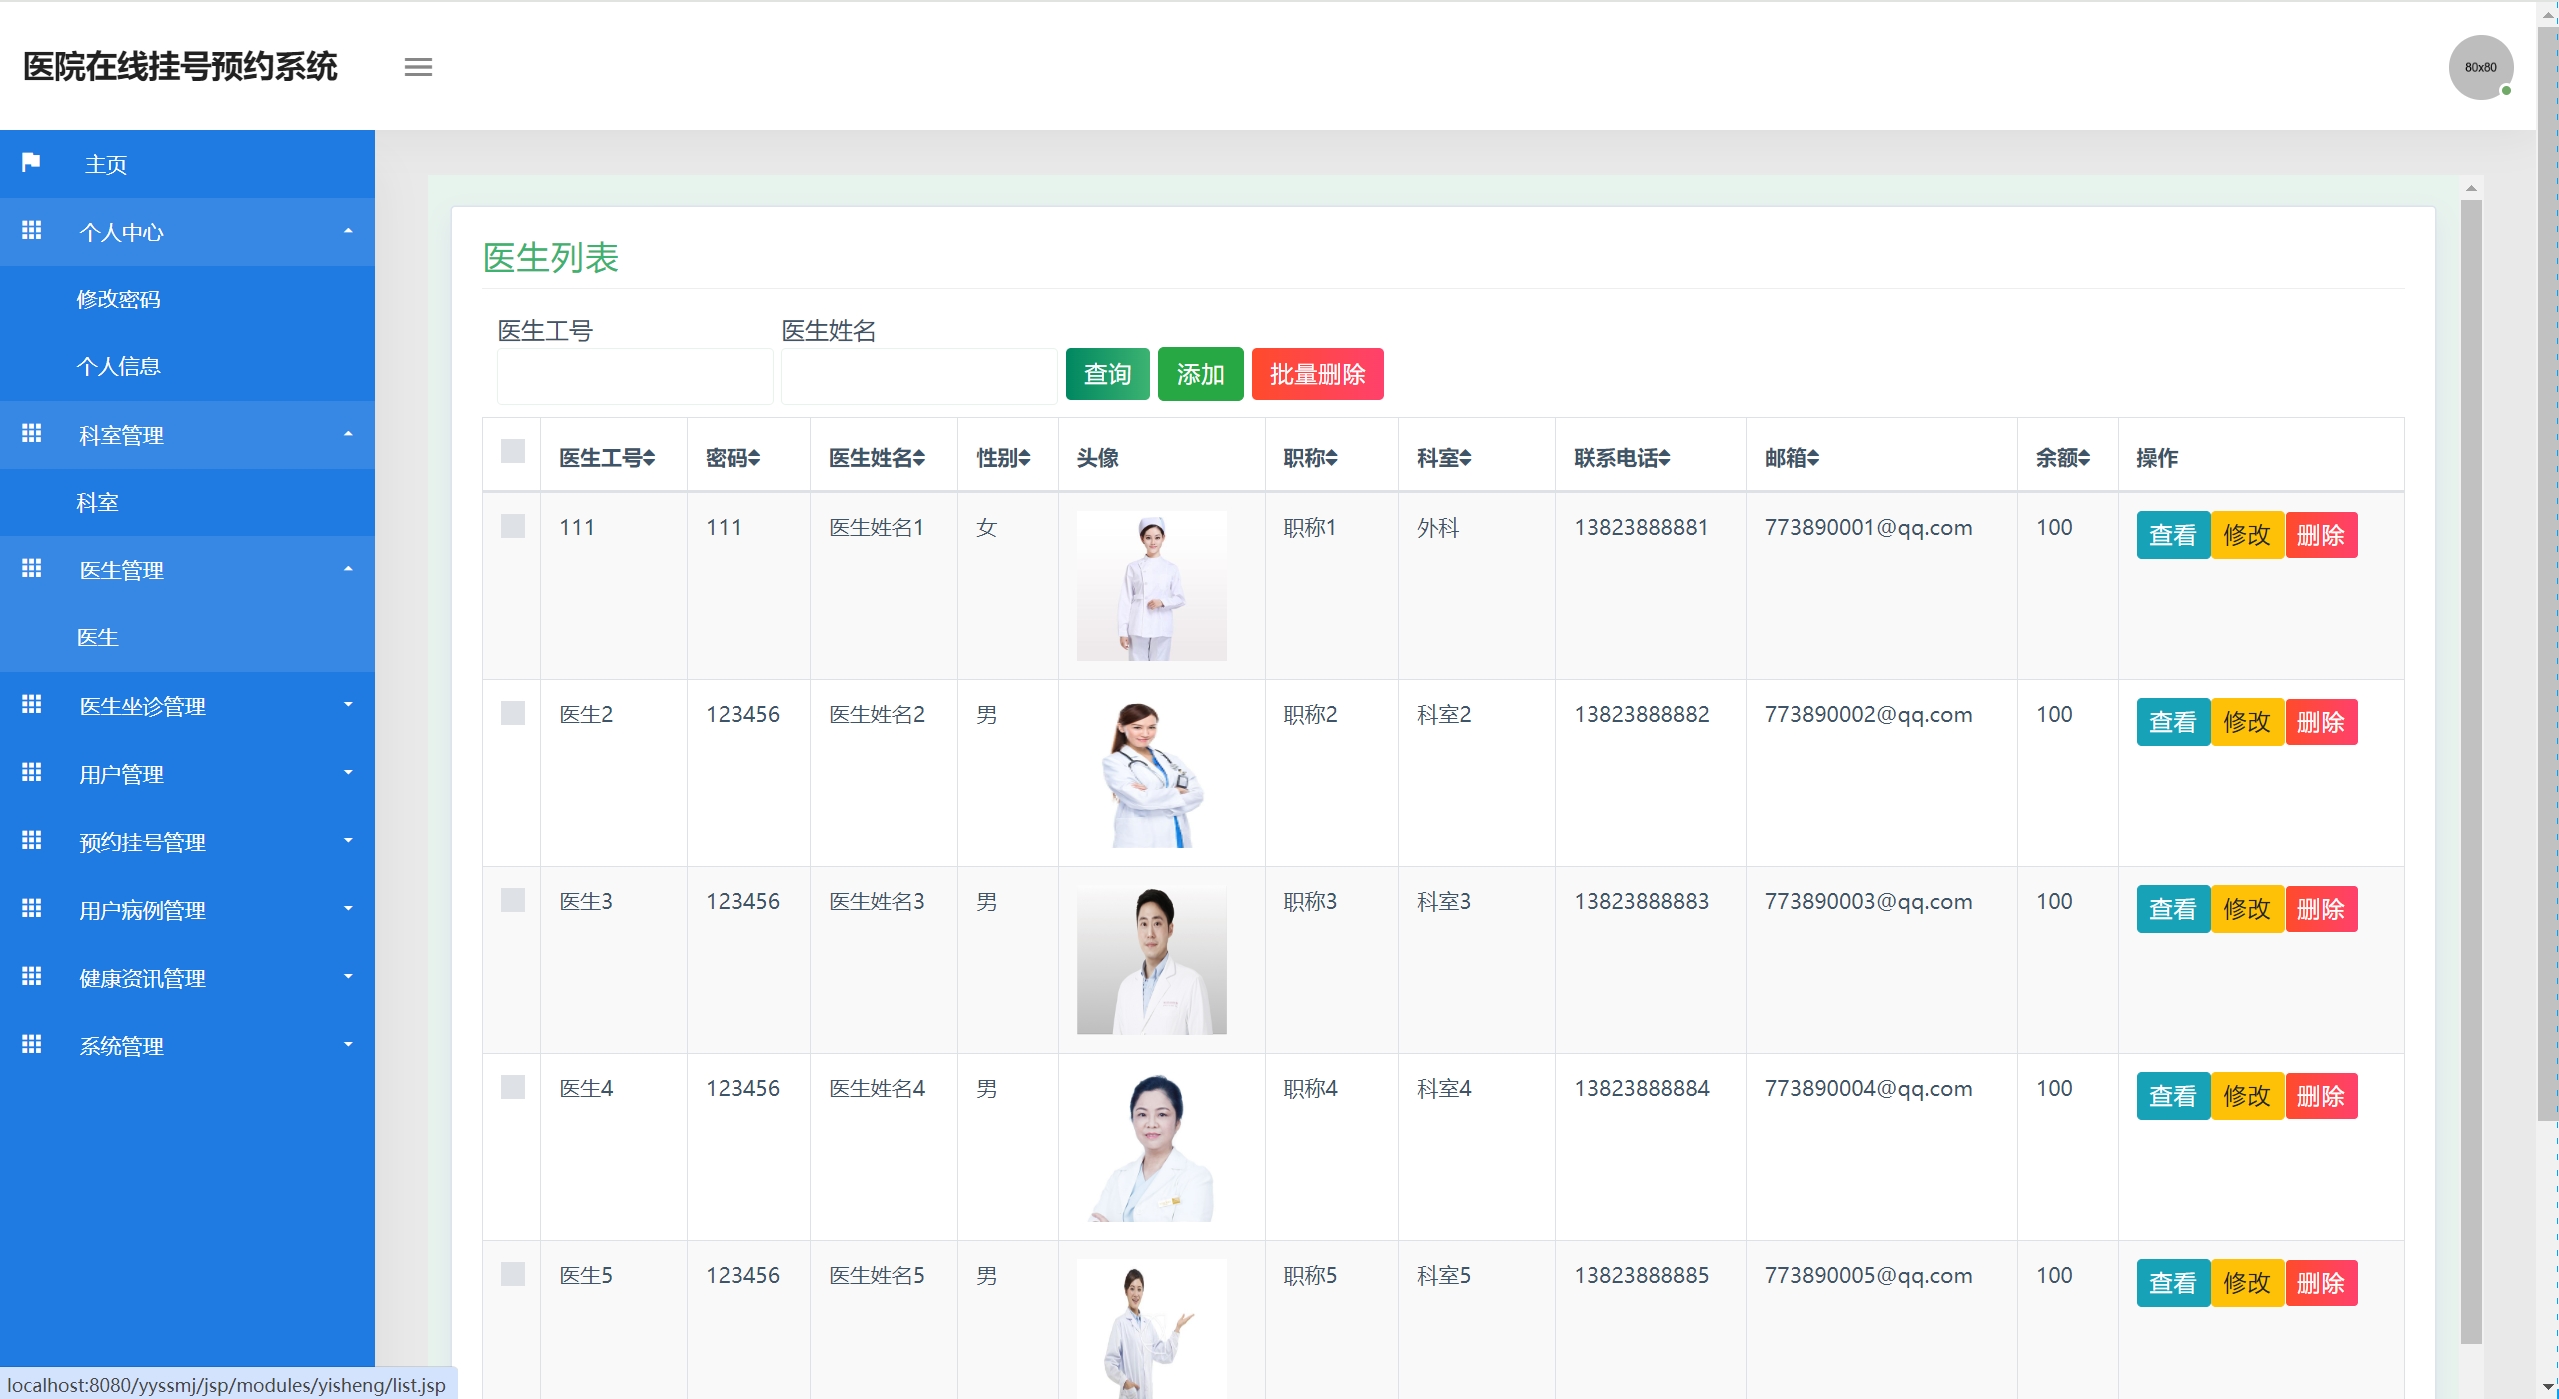 医院在线挂号预约系统
80x80
主页
个人中心
修改密码
个人信息
科室管理
科室
医生管理
医生
医生坐诊管理
用户管理
预约挂号管理
用户病例管理
健康资讯管理
系统管理
医生列表
医生工号 医生姓名
查询 添加 批量删除
医生工号 密码 医生姓名 性别 头像 职称 科室 联系电话 邮箱 余额 操作
111 111 医生姓名1 女 职称1 外科 13823888881 773890001@qq.com 100 查看 修改 删除
医生2 123456 医生姓名2 男 职称2 科室2 13823888882 773890002@qq.com 100 查看 修改 删除
医生3 123456 医生姓名3 男 职称3 科室3 13823888883 773890003@qq.com 100 查看 修改 删除
医生4 123456 医生姓名4 男 职称4 科室4 13823888884 773890004@qq.com 100 查看 修改 删除
医生5 123456 医生姓名5 男 职称5 科室5 13823888885 773890005@qq.com 100 查看 修改 删除
localhost:8080/yyssmj/jsp/modules/yisheng/list.jsp